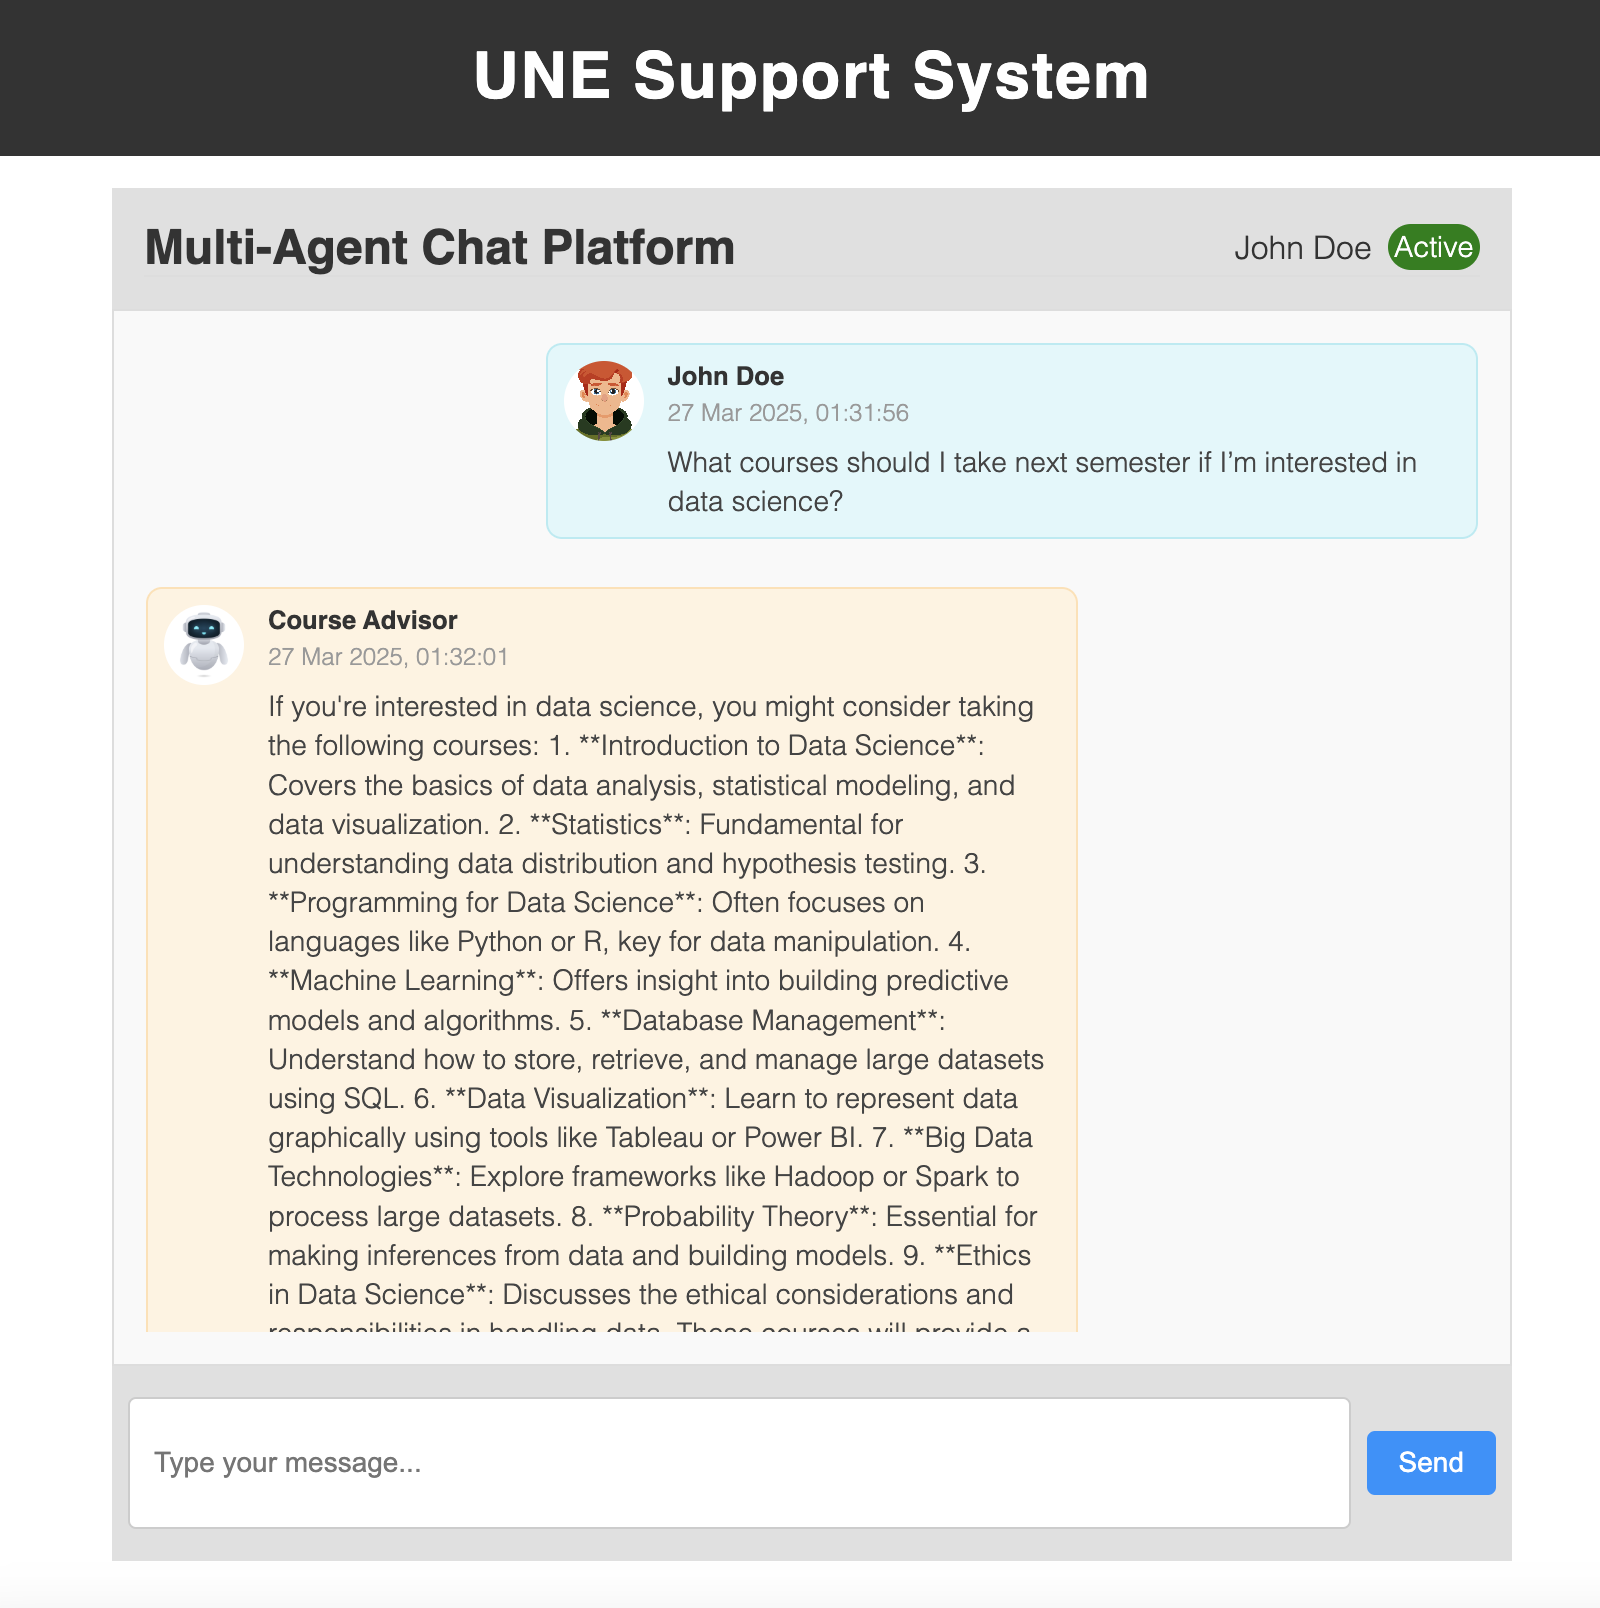 UNE Support System
Multi-Agent Chat Platform
John Doe Active
John Doe
27 Mar 2025, 01:31:56
What courses should I take next semester if I’m interested in
data science?
Course Advisor
27 Mar 2025, 01:32:01
If you're interested in data science, you might consider taking
the following courses: 1. **Introduction to Data Science**:
Covers the basics of data analysis, statistical modeling, and
data visualization. 2. **Statistics**: Fundamental for
understanding data distribution and hypothesis testing. 3.
**Programming for Data Science**: Often focuses on
languages like Python or R, key for data manipulation. 4.
**Machine Learning**: Offers insight into building predictive
models and algorithms. 5. **Database Management**:
Understand how to store, retrieve, and manage large datasets
using SQL. 6. **Data Visualization**: Learn to represent data
graphically using tools like Tableau or Power BI. 7. **Big Data
Technologies**: Explore frameworks like Hadoop or Spark to
process large datasets. 8. **Probability Theory**: Essential for
making inferences from data and building models. 9. **Ethics
in Data Science**: Discusses the ethical considerations and
responsibilities in handling data. These courses will provide a
Type your message...
Send